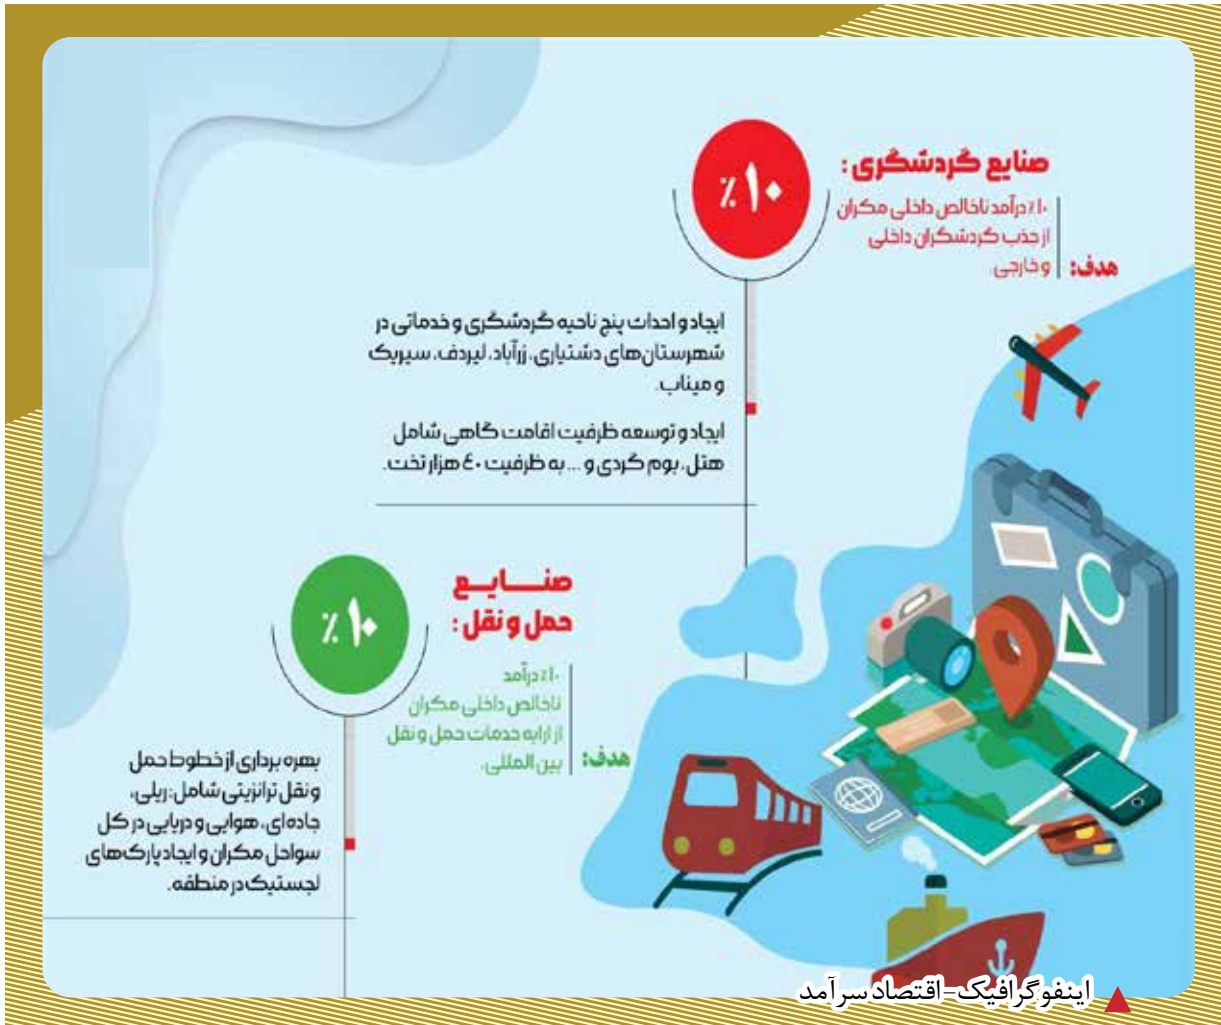 صنایع گردشگری :
٪۱۰
هدف:
۱۰٪ درآمد ناخالص داخلی مکران
از جذب گردشگران داخلی
و خارجی.
ایجاد و احداث پنج ناحیه گردشگری و خدماتی در
شهرستان‌های دشتیاری، زرآباد، لیردف، سیریک
و میناب.
ایجاد و توسعه ظرفیت اقامت گاهی شامل
هتل، بوم گردی و ... به ظرفیت ۴۰ هزار تخت.
صنـــایــع
حمل و نقل :
٪۱۰
هدف:
۱۰٪ درآمد
ناخالص داخلی مکران
از ارایه خدمات حمل و نقل
بین المللی.
بهره برداری از خطوط حمل
و نقل ترانزیتی شامل: ریلی،
جاده‌ای، هوایی و دریایی در کل
سواحل مکران و ایجاد پارک‌های
لجستیک در منطقه.
اینفوگرافیک-اقتصاد سرآمد